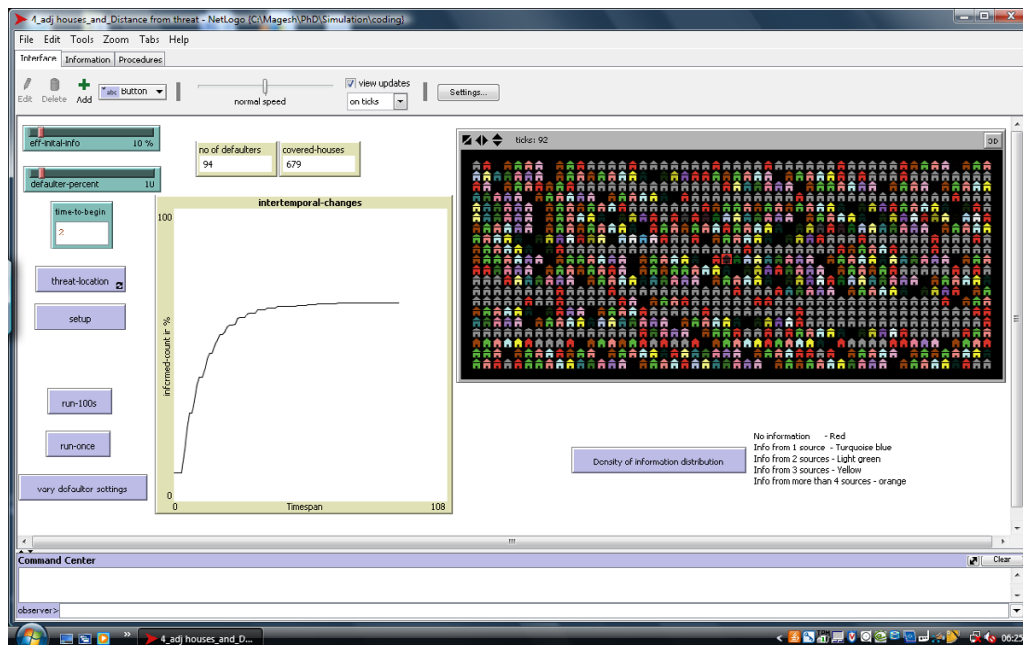 4_adj houses_and_Distance from threat - NetLogo {C:\Magesh\PhD\Simulation\coding}
File Edit Tools Zoom Tabs Help
Interface Information Procedures
Edit Delete Add abc Button normal speed view updates on ticks Settings...
eff-inital-info 10 %
defaulter-percent 10
time-to-begin
2
threat-location
setup
run-100s
run-once
vary defaultor settings
no of defaulters
94
covered-houses
679
intertemporal-changes
100
informed-count in %
0
0 Timespan 108
ticks: 92 3D
Density of information distribution
No information - Red
Info from 1 source - Turquoise blue
Info from 2 sources - Light green
Info from 3 sources - Yellow
Info from more than 4 sources - orange
Command Center Clear
observer>
4_adj houses_and_D... 06:25